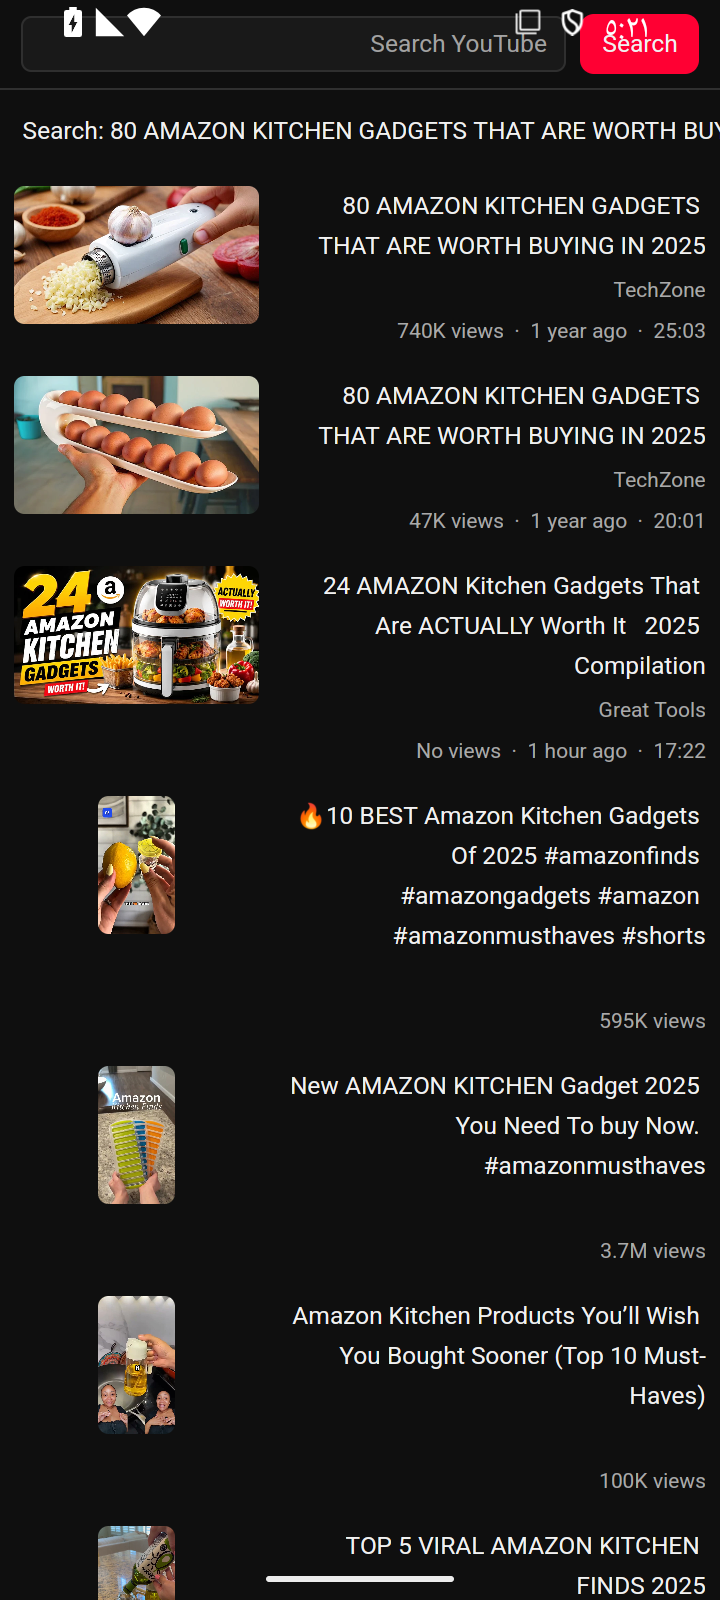 ٥:٢١
Search YouTube
Search
Search: 80 AMAZON KITCHEN GADGETS THAT ARE WORTH BUY
80 AMAZON KITCHEN GADGETS
THAT ARE WORTH BUYING IN 2025
TechZone
740K views · 1 year ago · 25:03
80 AMAZON KITCHEN GADGETS
THAT ARE WORTH BUYING IN 2025
TechZone
47K views · 1 year ago · 20:01
24 a
AMAZON
KITCHEN
GADGETS
WORTH IT!
ACTUALLY
WORTH IT!
24 AMAZON Kitchen Gadgets That
Are ACTUALLY Worth It 2025
Compilation
Great Tools
No views · 1 hour ago · 17:22
🔥10 BEST Amazon Kitchen Gadgets
Of 2025 #amazonfinds
#amazongadgets #amazon
#amazonmusthaves #shorts
595K views
Amazon
Kitchen Finds
New AMAZON KITCHEN Gadget 2025
You Need To buy Now.
#amazonmusthaves
3.7M views
Amazon Kitchen Products You’ll Wish
You Bought Sooner (Top 10 Must-
Haves)
100K views
TOP 5 VIRAL AMAZON KITCHEN
FINDS 2025